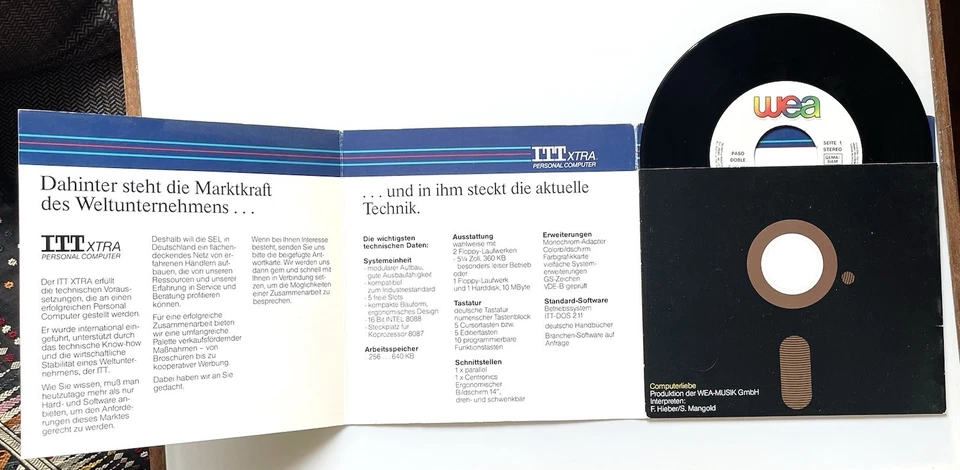 Dahinter steht die Marktkraft
des Weltunternehmens . . .
ITT XTRA
PERSONAL COMPUTER
Der ITT XTRA erfüllt
die technischen Voraus-
setzungen, die an einen
erfolgreichen Personal
Computer gestellt werden.
Er wurde international ein-
geführt, unterstützt durch
das technische Know-how
und die wirtschaftliche
Stabilität eines Weltunter-
nehmens, der ITT.
Wie Sie wissen, muß man
heutzutage mehr als nur
Hard- und Software an-
bieten, um den Anforde-
rungen dieses Marktes
gerecht zu werden.
Deshalb will die SEL in
Deutschland ein flächen-
deckendes Netz von er-
fahrenen Händlern auf-
bauen, die von unseren
Ressourcen und unserer
Erfahrung in Service und
Beratung profitieren
können.
Für eine erfolgreiche
Zusammenarbeit bieten
wir eine umfangreiche
Palette verkaufsfördernder
Maßnahmen – von
Broschüren bis zu
kooperativer Werbung.
Dabei haben wir an Sie
gedacht.
Wenn bei Ihnen Interesse
besteht, senden Sie uns
bitte die beigefügte Ant-
wortkarte. Wir werden uns
dann gern und schnell mit
Ihnen in Verbindung set-
zen, um die Möglichkeiten
einer Zusammenarbeit zu
besprechen.
ITT XTRA
PERSONAL COMPUTER
. . . und in ihm steckt die aktuelle
Technik.
Die wichtigsten
technischen Daten:
Systemeinheit
- modularer Aufbau,
gute Ausbaufähigkeit
- kompatibel
zum Industriestandard
- 5 freie Slots
- kompakte Bauform,
ergonomisches Design
- 16 Bit INTEL 8088
- Steckplatz für
Koprozessor 8087
Arbeitsspeicher
256 . . . 640 KB
Ausstattung
wahlweise mit
2 Floppy-Laufwerken
- 5¼ Zoll, 360 KB
besonders leiser Betrieb
oder
1 Floppy-Laufwerk
und 1 Harddisk, 10 MByte
Tastatur
deutsche Tastatur
numerischer Tastenblock
5 Cursortasten bzw.
5 Editiertasten
10 programmierbare
Funktionstasten
Schnittstellen
1 x parallel
1 x Centronics
Ergonomischer
Bildschirm 14",
dreh- und schwenkbar
Erweiterungen
Monochrom-Adapter
Colorbildschirm
Farbgrafikkarte
vielfache System-
erweiterungen
GS-Zeichen
VDE-B geprüft
Standard-Software
Betriebssystem
ITT-DOS 2.11
deutsche Handbücher
Branchen-Software auf
Anfrage
wea
PASO
DOBLE
SEITE 1
STEREO
GEMA
Computerliebe
Produktion der WEA-MUSIK GmbH
Interpreten:
F. Hieber/S. Mangold